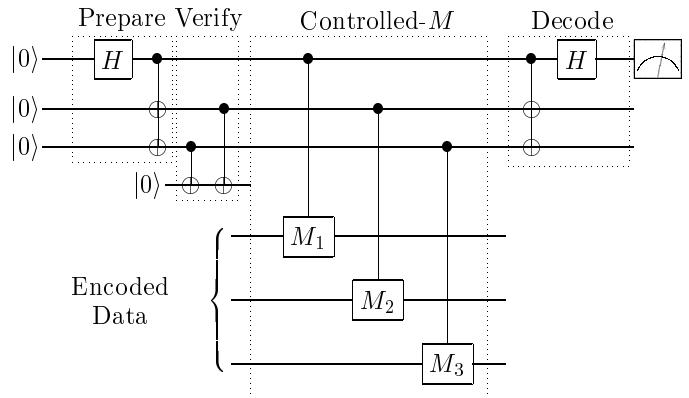 Prepare Verify Controlled-M Decode
|0⟩ H H
|0⟩
|0⟩
|0⟩
M₁
Encoded
Data
M₂
M₃